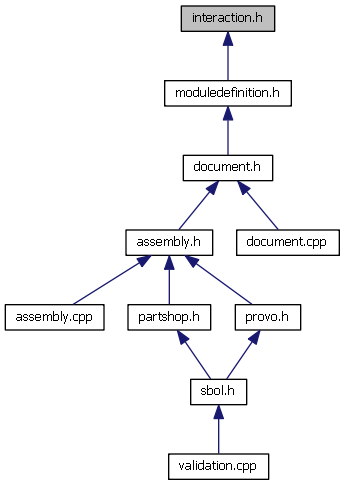 interaction.h
moduledefinition.h
document.h
assembly.h
document.cpp
assembly.cpp
partshop.h
provo.h
sbol.h
validation.cpp